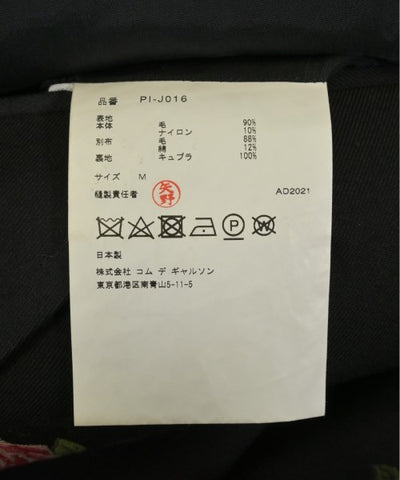 品番 PI-J016
表地
本体 毛 90%
ナイロン 10%
別布 毛 88%
綿 12%
裏地 キュプラ 100%
サイズ M
縫製責任者 矢野 AD2021
日本製
株式会社 コム デ ギャルソン
東京都港区南青山5-11-5